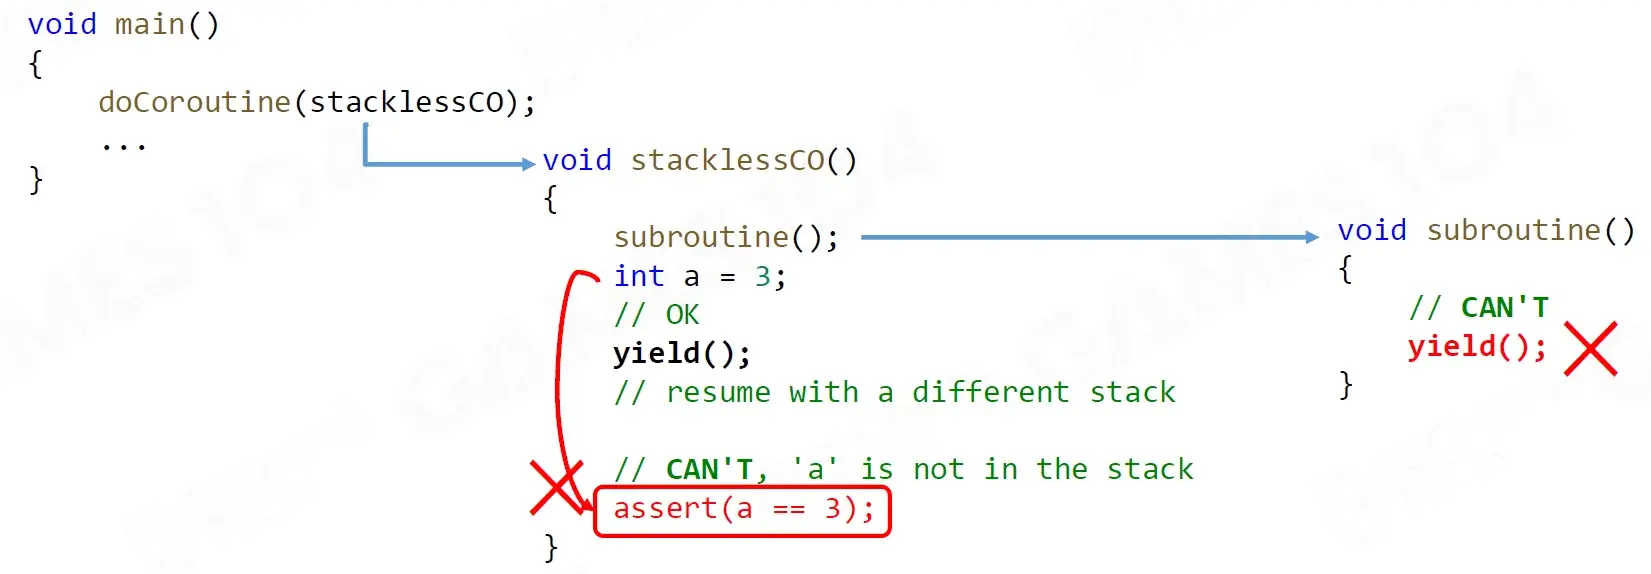 void main()
{
doCoroutine(stacklessCO);
...
}
void stacklessCO()
{
subroutine();
int a = 3;
// OK
yield();
// resume with a different stack
// CAN'T, 'a' is not in the stack
assert(a == 3);
}
void subroutine()
{
// CAN'T
yield();
}
GAMES104